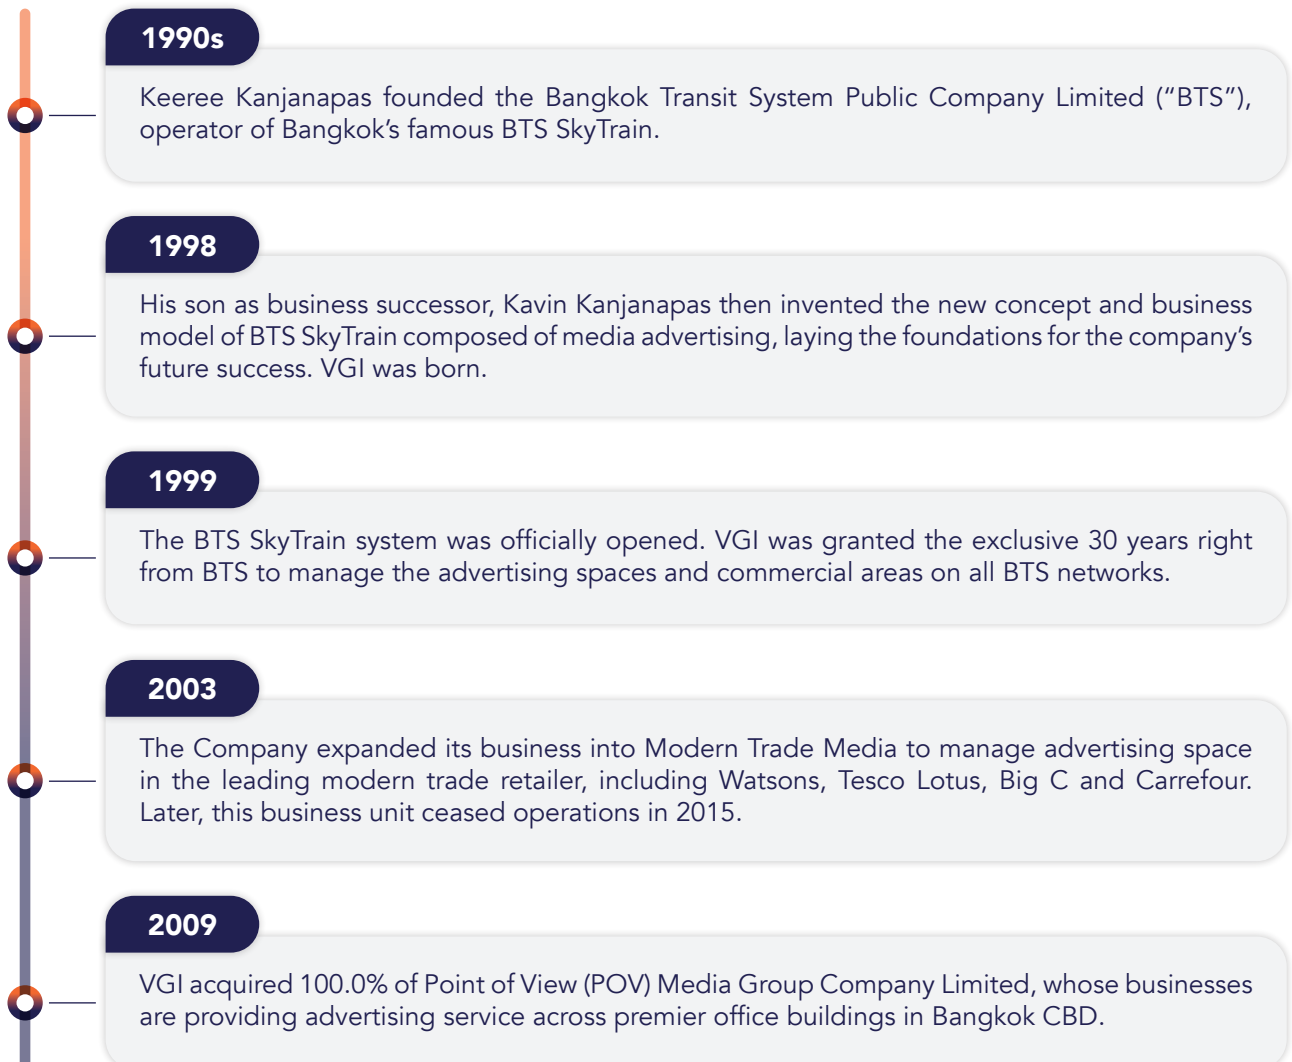 1990s
Keeree Kanjanapas founded the Bangkok Transit System Public Company Limited (“BTS”),
operator of Bangkok’s famous BTS SkyTrain.
1998
His son as business successor, Kavin Kanjanapas then invented the new concept and business
model of BTS SkyTrain composed of media advertising, laying the foundations for the company’s
future success. VGI was born.
1999
The BTS SkyTrain system was officially opened. VGI was granted the exclusive 30 years right
from BTS to manage the advertising spaces and commercial areas on all BTS networks.
2003
The Company expanded its business into Modern Trade Media to manage advertising space
in the leading modern trade retailer, including Watsons, Tesco Lotus, Big C and Carrefour.
Later, this business unit ceased operations in 2015.
2009
VGI acquired 100.0% of Point of View (POV) Media Group Company Limited, whose businesses
are providing advertising service across premier office buildings in Bangkok CBD.